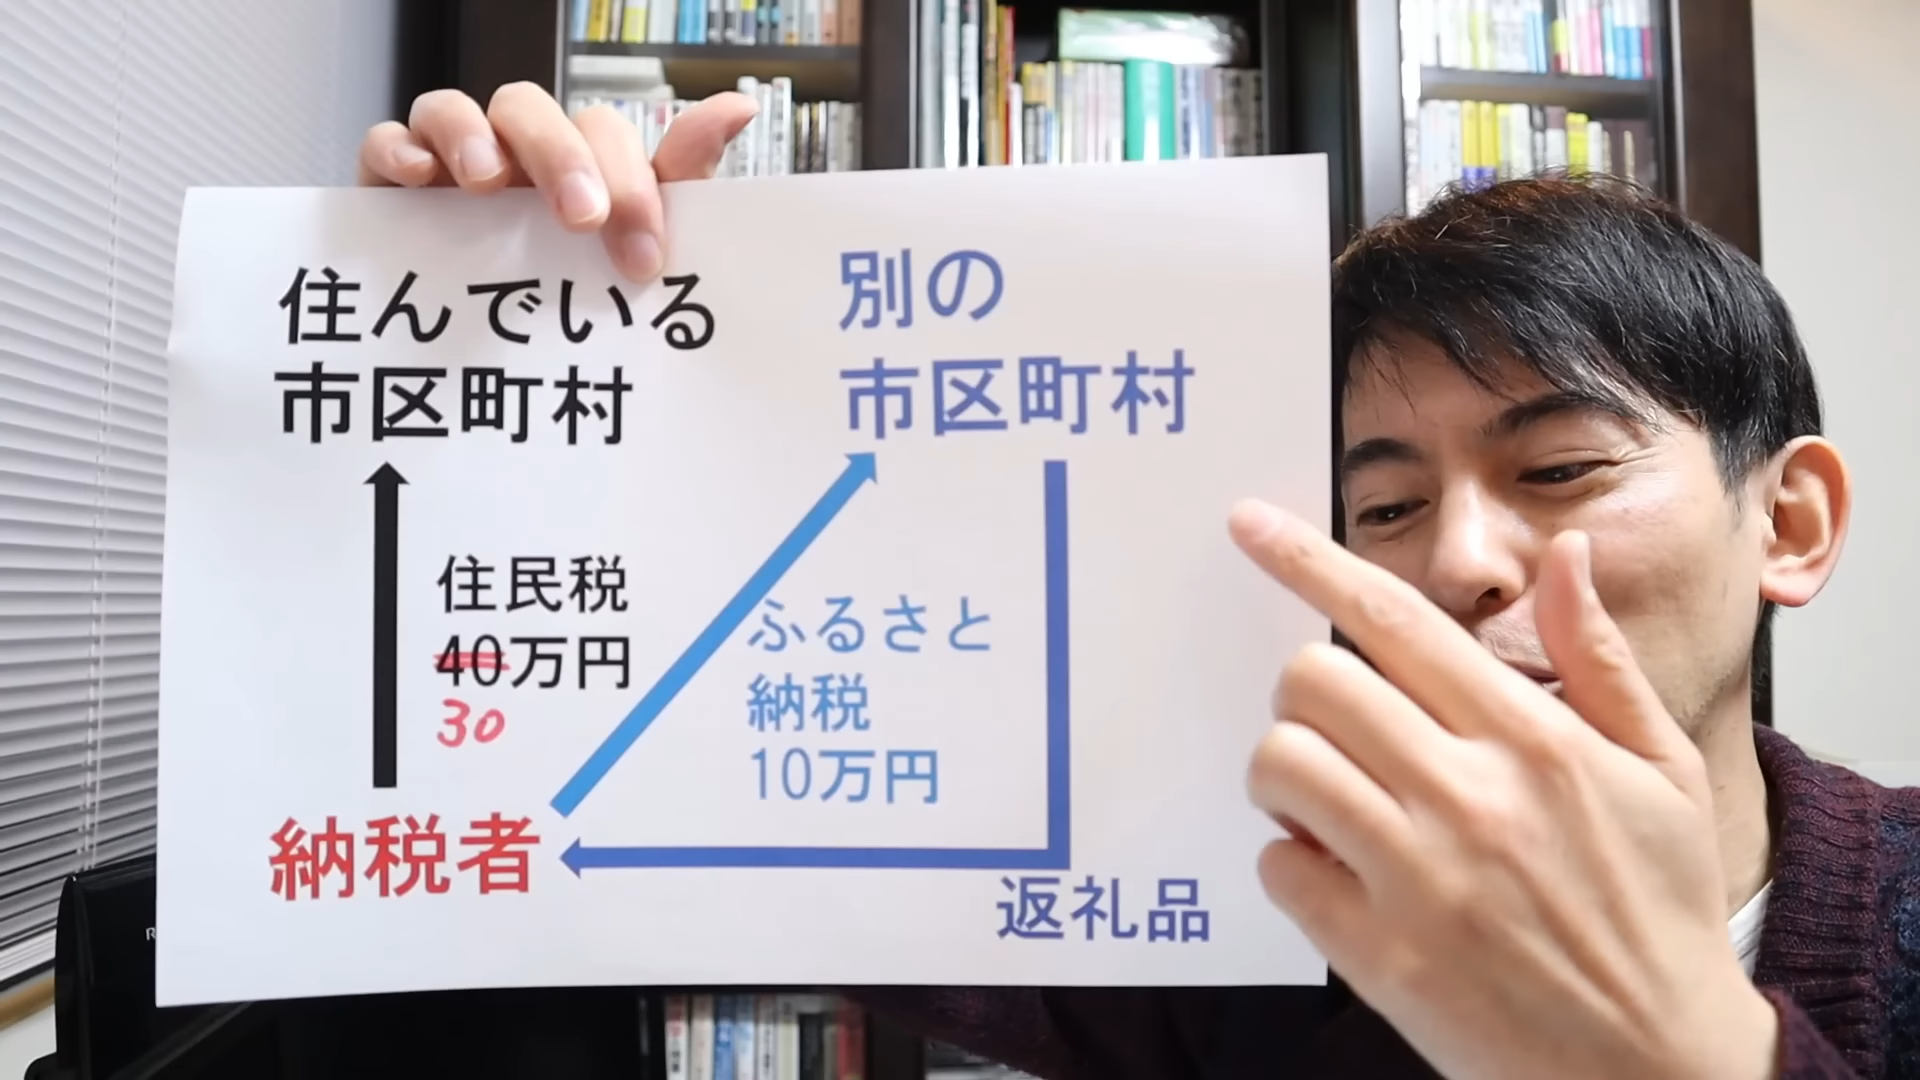 住んでいる
市区町村
別の
市区町村
住民税
40万円
30
ふるさと
納税
10万円
納税者
返礼品